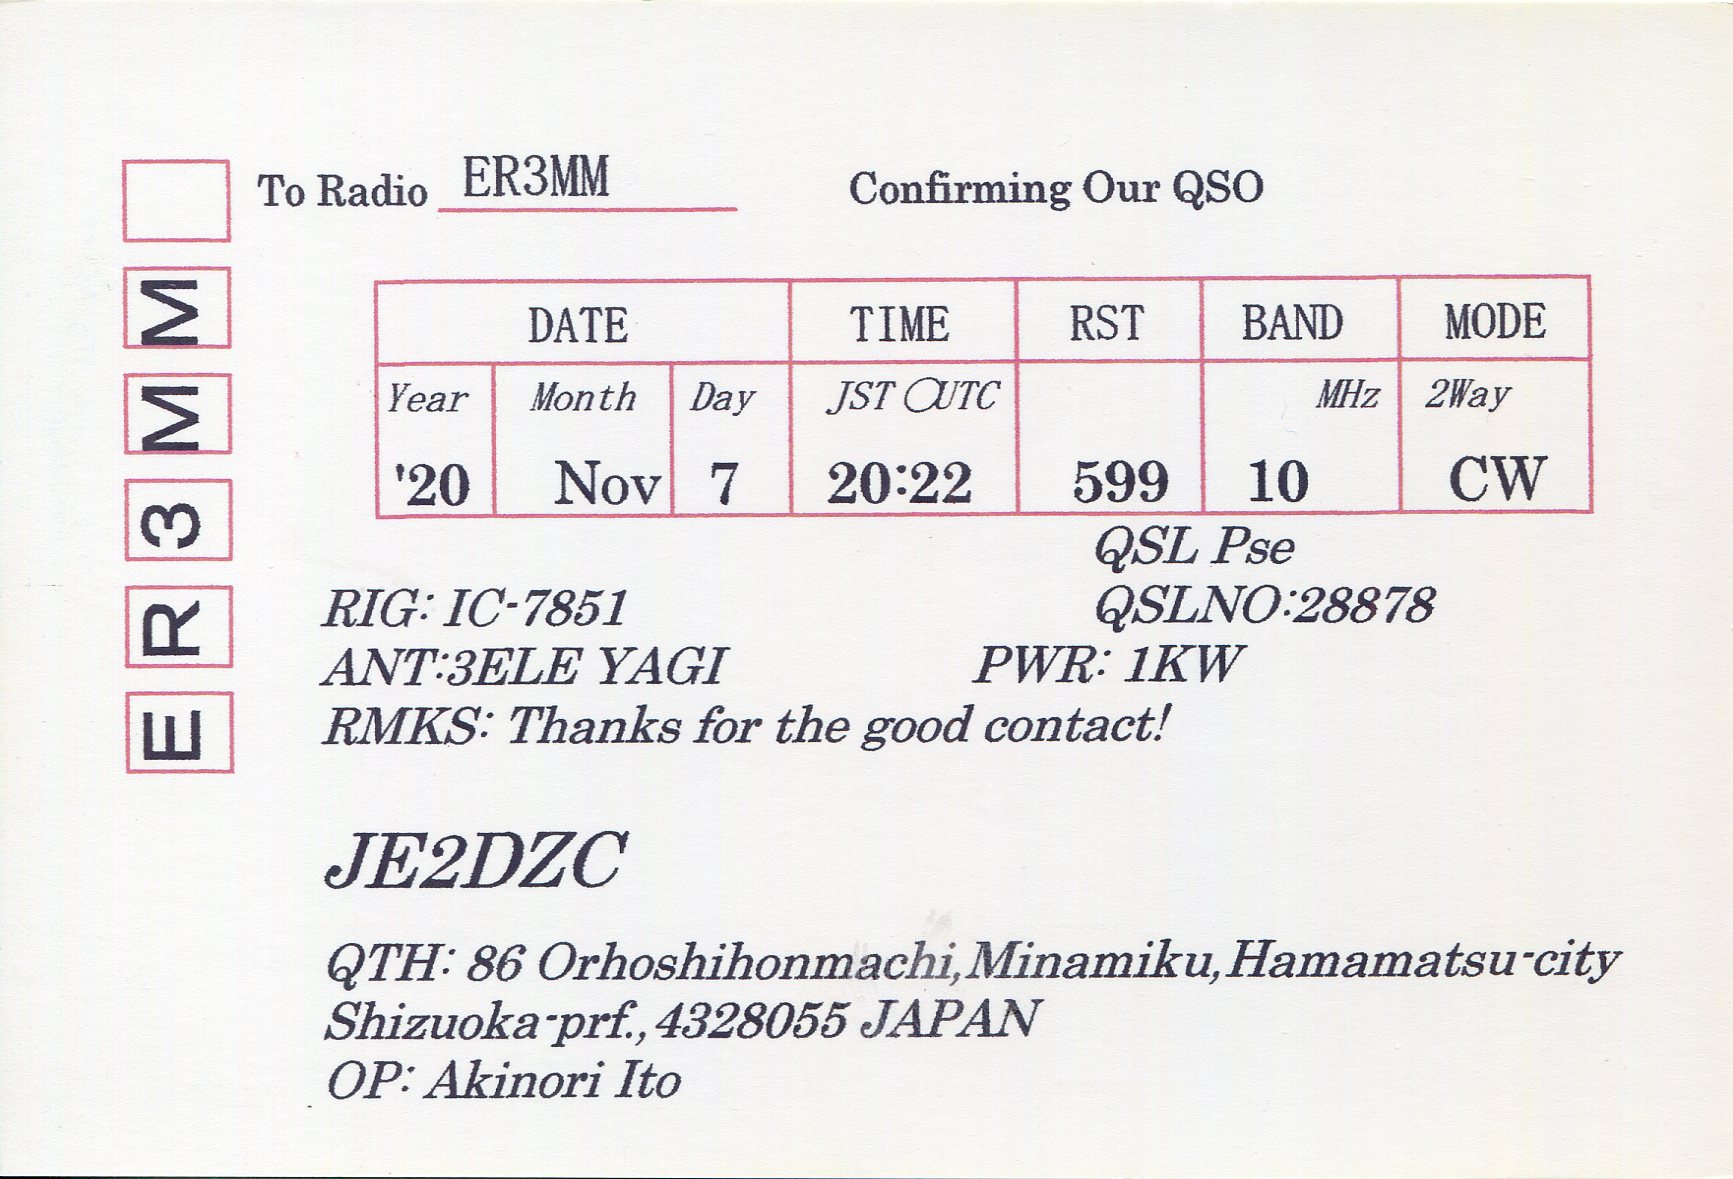 To Radio ER3MM Confirming Our QSO
ER3MM
DATE TIME RST BAND MODE
Year Month Day JST UTC MHz 2Way
'20 Nov 7 20:22 599 10 CW
QSL Pse
RIG: IC-7851 QSLNO:28878
ANT:3ELE YAGI PWR: 1KW
RMKS: Thanks for the good contact!
JE2DZC
QTH: 86 Orhoshihonmachi,Minamiku,Hamamatsu-city
Shizuoka-prf.,4328055 JAPAN
OP: Akinori Ito